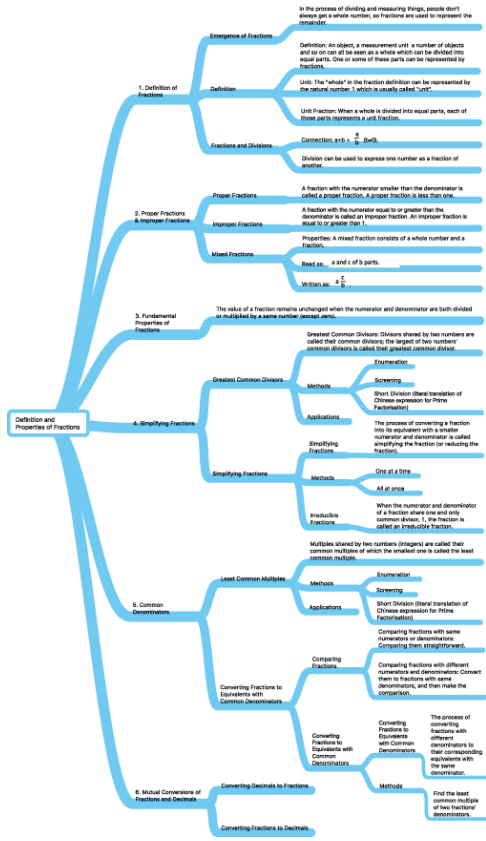 In the process of dividing and measuring things, people don't
always get a whole number, so fractions are used to represent the
remainder.
Emergence of Fractions
Definition: An object, a measurement unit a number of objects
and so on can all be seen as a whole which can be divided into
equal parts. One or some of these parts can be represented by
fractions.
1. Definition of
Fractions
Definition
Unit: The "whole" in the fraction definition can be represented by
the natural number 1 which is usually called "unit".
Unit Fraction: When a whole is divided into equal parts, each of
those parts represents a unit fraction.
Fractions and Divisions
Connection: a÷b = a/b (b≠0).
Division can be used to express one number as a fraction of
another.
2. Proper Fractions
& Improper Fractions
Proper Fractions
A fraction with the numerator smaller than the denominator is
called a proper fraction. A proper fraction is less than one.
Improper Fractions
A fraction with the numerator equal to or greater than the
denominator is called an improper fraction. An improper fraction is
equal to or greater than 1.
Mixed Fractions
Properties: A mixed fraction consists of a whole number and a
fraction.
Read as: a and c of b parts.
Written as: a c/b .
3. Fundamental
Properties of
Fractions
The value of a fraction remains unchanged when the numerator and denominator are both divided
or multiplied by a same number (except zero).
Definition and
Properties of Fractions
4. Simplifying Fractions
Greatest Common Divisors
Greatest Common Divisors: Divisors shared by two numbers are
called their common divisors; the largest of two numbers'
common divisors is called their greatest common divisor.
Methods
Enumeration
Screening
Short Division (literal translation of
Chinese expression for Prime
Factorisation)
Applications
Simplifying Fractions
Simplifying
Fractions
The process of converting a fraction
into its equivalent with a smaller
numerator and denominator is called
simplifying the fraction (or reducing the
fraction).
Methods
One at a time
All at once
Irreducible
Fractions
When the numerator and denominator
of a fraction share one and only
common divisor, 1, the fraction is
called an irreducible fraction.
5. Common
Denominators
Least Common Multiples
Multiples shared by two numbers (integers) are called their
common multiples of which the smallest one is called the least
common multiple.
Methods
Enumeration
Screening
Short Division (literal translation of
Chinese expression for Prime
Factorisation)
Applications
Converting Fractions to
Equivalents with
Common Denominators
Comparing
Fractions
Comparing fractions with same
numerators or denominators:
Comparing them straightforward.
Comparing fractions with different
numerators and denominators: Convert
them to fractions with same
denominators, and then make the
comparison.
Converting
Fractions to
Equivalents with
Common
Denominators
Converting
Fractions to
Equivalents
with Common
Denominators
The process of
converting
fractions with
different
denominators to
their corresponding
equivalents with
the same
denominator.
Methods
Find the least
common multiple
of two fractions'
denominators.
6. Mutual Conversions of
Fractions and Decimals
Converting Decimals to Fractions
Converting Fractions to Decimals